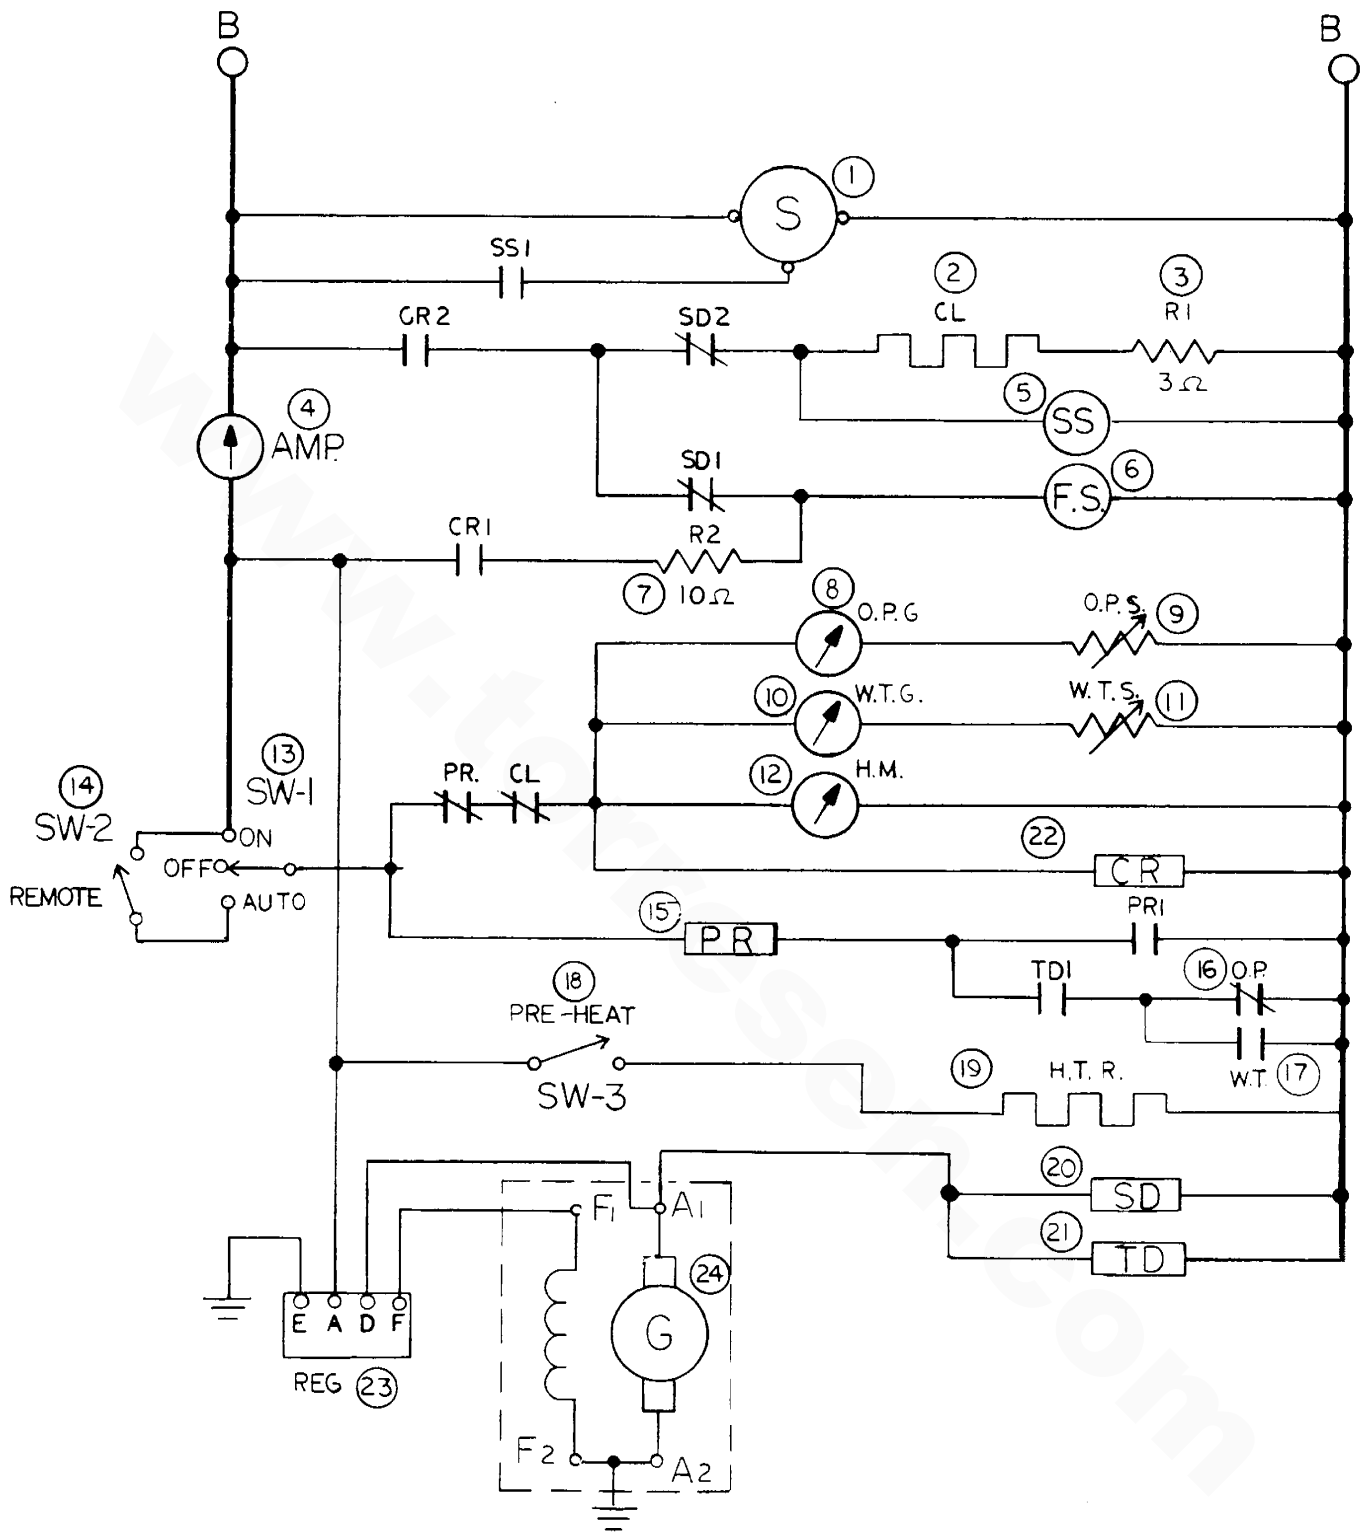 B
B
1
S
SS1
2
3
CR2
SD2
CL
R1
3Ω
4
AMP.
5
SS
SD1
6
F.S.
CR1
R2
7
10Ω
8
O.P.G
O.P.S.
9
10
W.T.G.
W.T.S.
11
13
SW-1
14
SW-2
PR.
CL
12
H.M.
ON
OFF
REMOTE
AUTO
22
CR
15
PR
PR1
TD1
16
O.P.
18
PRE-HEAT
SW-3
19
H.T.R.
W.T.
17
20
SD
21
TD
F1
A1
24
G
E A D F
REG
23
F2
A2
www.torresen.com